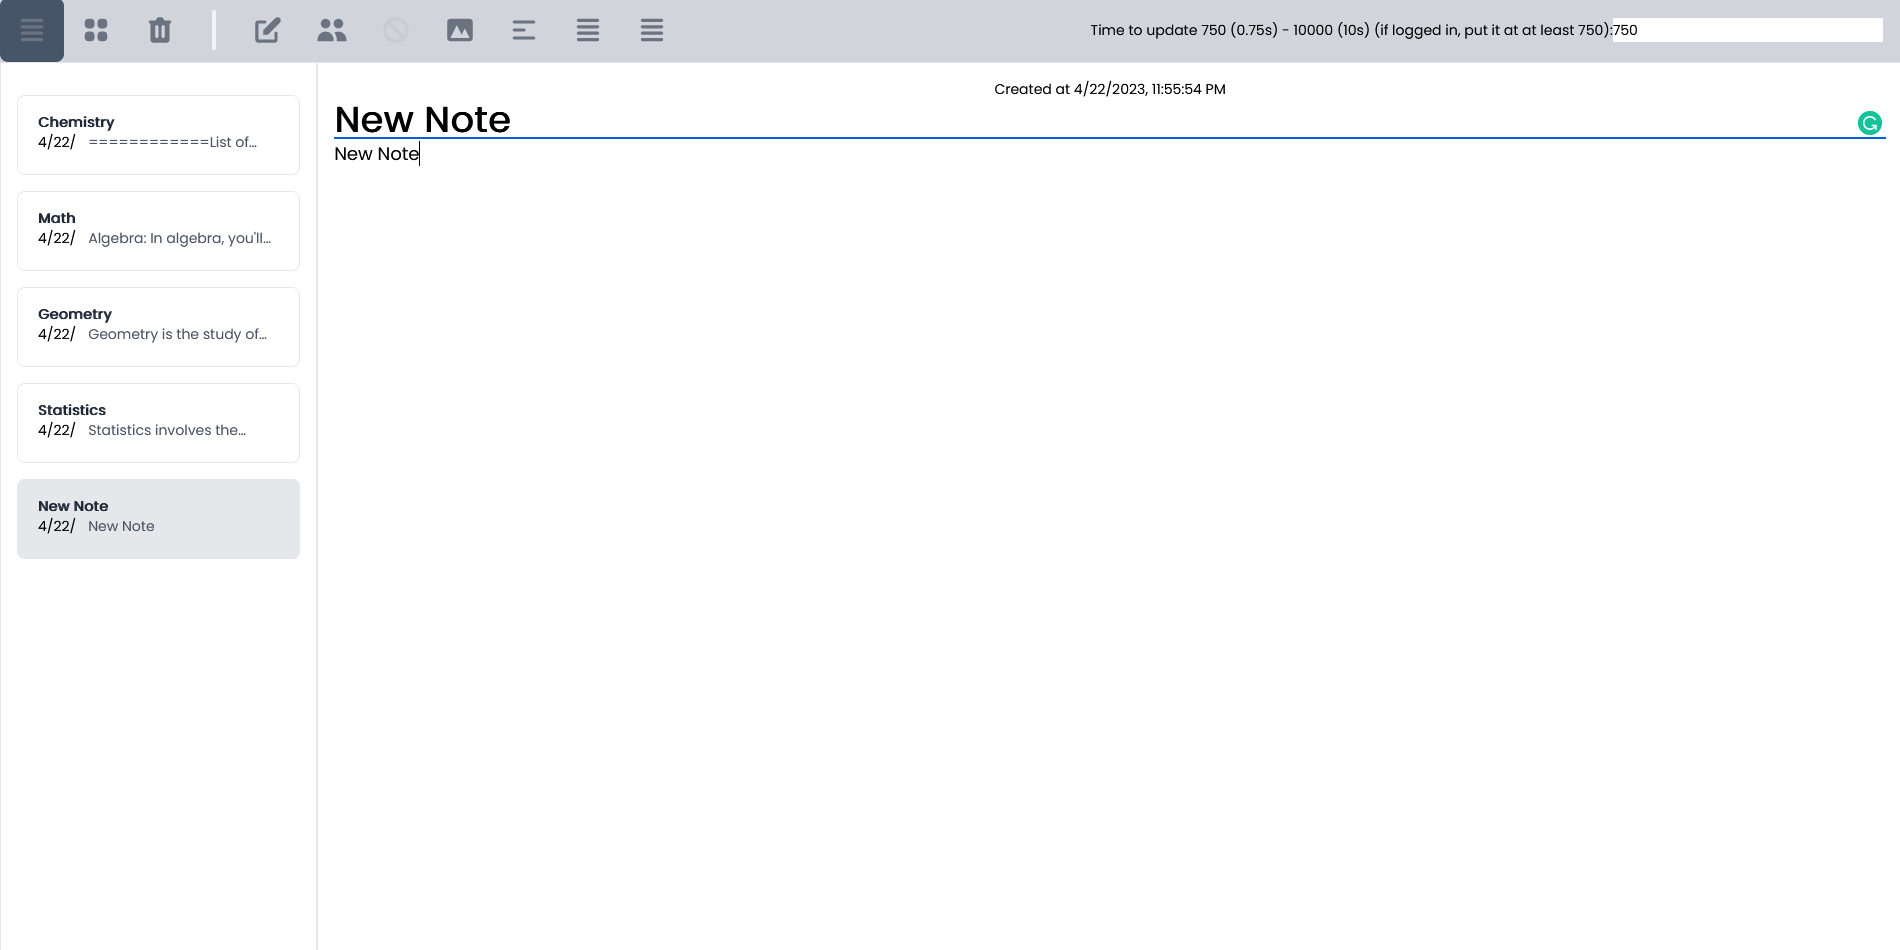 Time to update 750 (0.75s) - 10000 (10s) (if logged in, put it at at least 750):750
Chemistry
4/22/ ============List of...
Math
4/22/ Algebra: In algebra, you'll...
Geometry
4/22/ Geometry is the study of...
Statistics
4/22/ Statistics involves the...
New Note
4/22/ New Note
Created at 4/22/2023, 11:55:54 PM
New Note
New Note